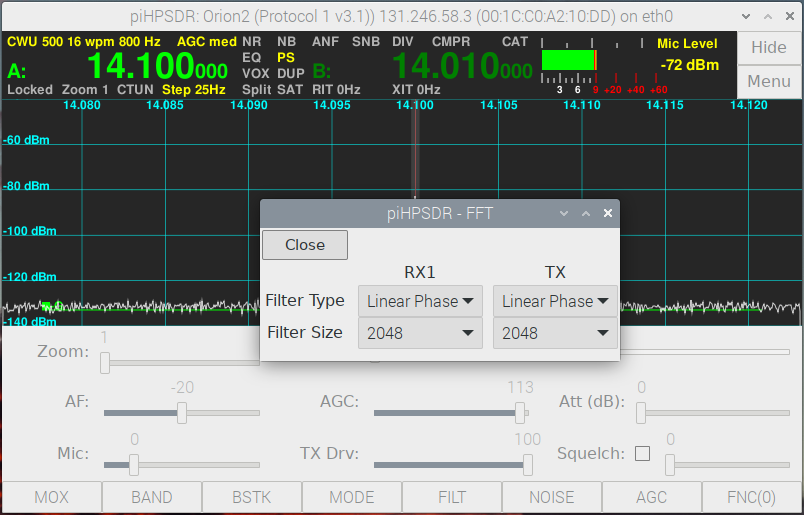 piHPSDR: Orion2 (Protocol 1 v3.1)) 131.246.58.3 (00:1C:C0:A2:10:DD) on eth0
CWU 500 16 wpm 800 Hz AGC med NR NB ANF SNB DIV CMPR CAT Mic Level Hide
EQ PS
A: 14.100000 VOX DUP B: 14.010000 -72 dBm Menu
Locked Zoom 1 CTUN Step 25Hz Split SAT RIT 0Hz XIT 0Hz 3 6 9 +20 +40 +60
14.080 14.085 14.090 14.095 14.100 14.105 14.110 14.115 14.120
-60 dBm
-80 dBm
-100 dBm
-120 dBm
-140 dBm
piHPSDR - FFT
Close
RX1 TX
Filter Type Linear Phase Linear Phase
Filter Size 2048 2048
Zoom: 1
AF: -20 AGC: 113 Att (dB): 0
Mic: 0 TX Drv: 100 Squelch: 0
MOX BAND BSTK MODE FILT NOISE AGC FNC(0)